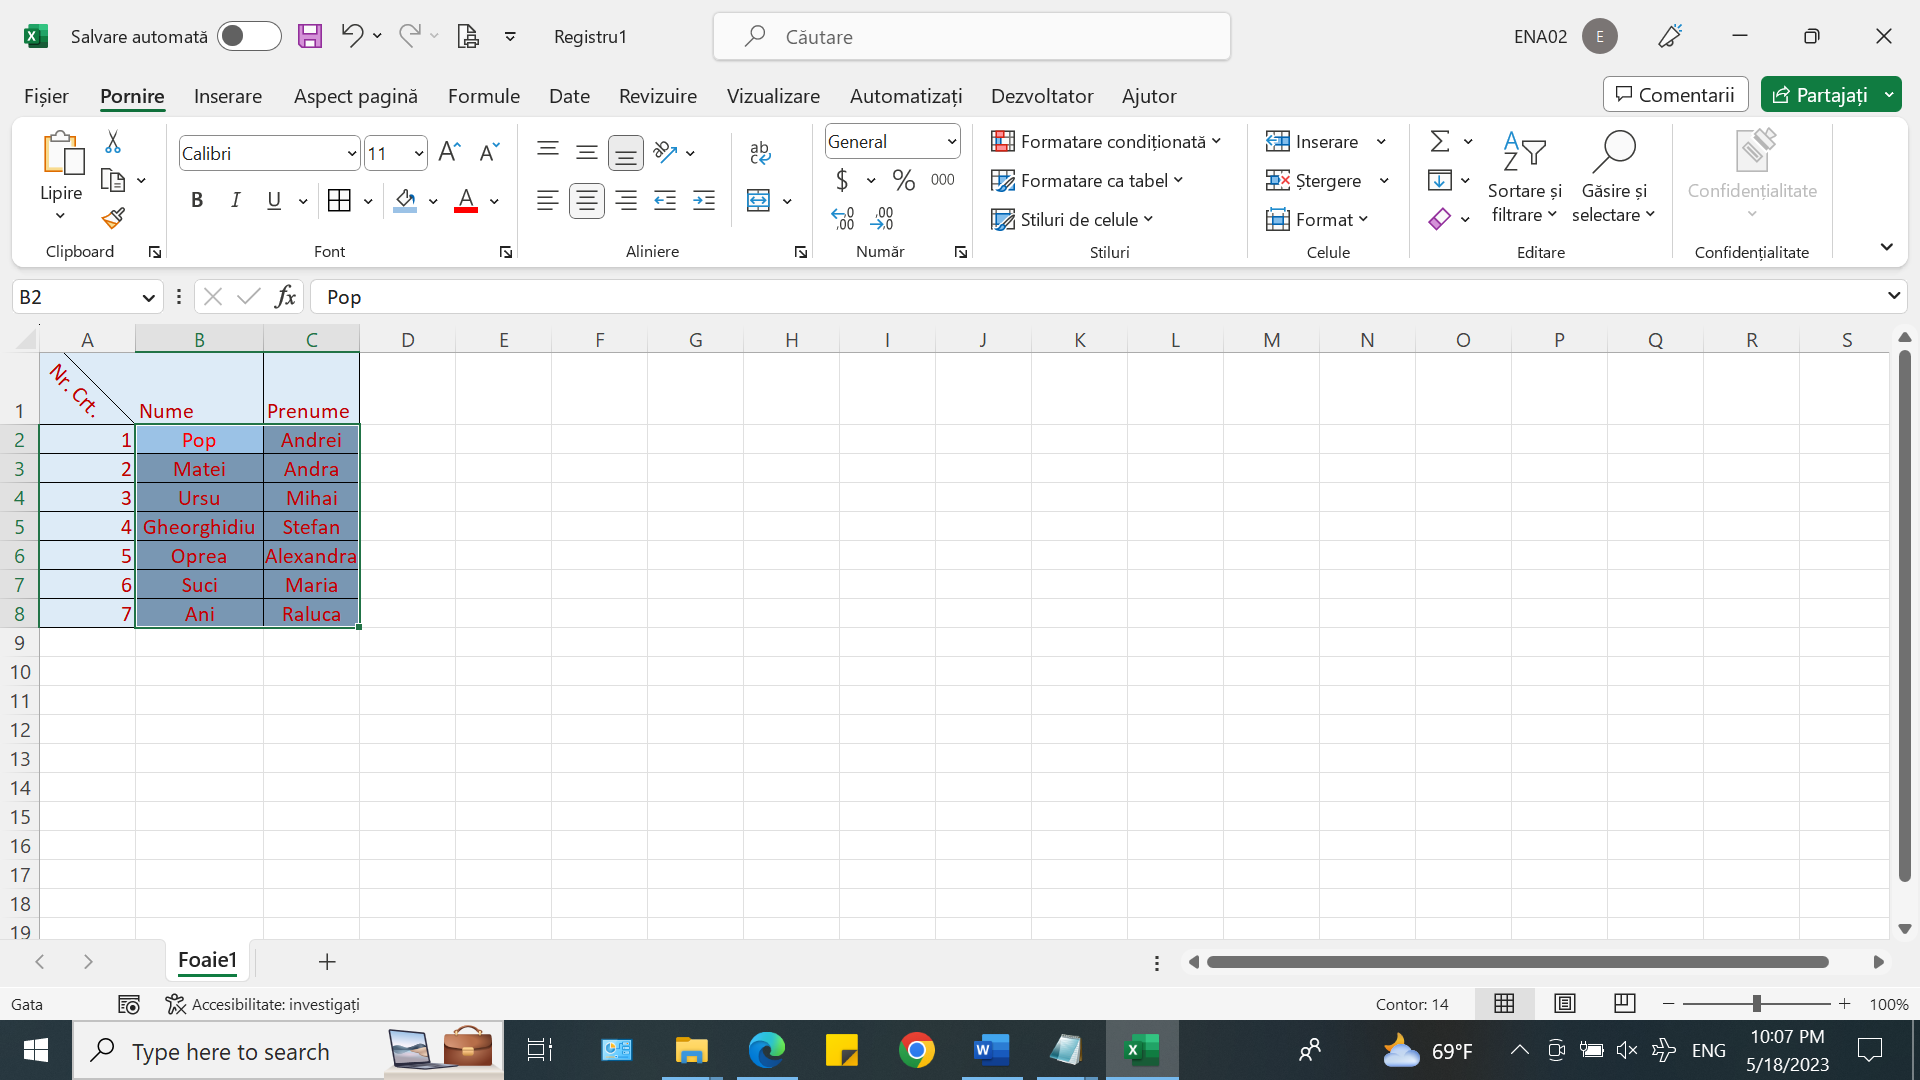 Salvare automată
Registru1
Căutare
ENA02
E
Fișier
Pornire
Inserare
Aspect pagină
Formule
Date
Revizuire
Vizualizare
Automatizați
Dezvoltator
Ajutor
Comentarii
Partajați
Lipire
Clipboard
Calibri
11
B I U
A
Font
ab
Aliniere
General
$ % 000
Număr
Formatare condiționată
Formatare ca tabel
Stiluri de celule
Stiluri
Inserare
Ștergere
Format
Celule
Sortare și
filtrare
Găsire și
selectare
Editare
Confidențialitate
Confidențialitate
B2
fx
Pop
A B C D E F G H I J K L M N O P Q R S
1 Nr. Crt. Nume Prenume
2 1 Pop Andrei
3 2 Matei Andra
4 3 Ursu Mihai
5 4 Gheorghidiu Stefan
6 5 Oprea Alexandra
7 6 Suci Maria
8 7 Ani Raluca
9
10
11
12
13
14
15
16
17
18
19
Foaie1
Gata
Accesibilitate: investigați
Contor: 14
100%
Type here to search
69°F
ENG
10:07 PM
5/18/2023